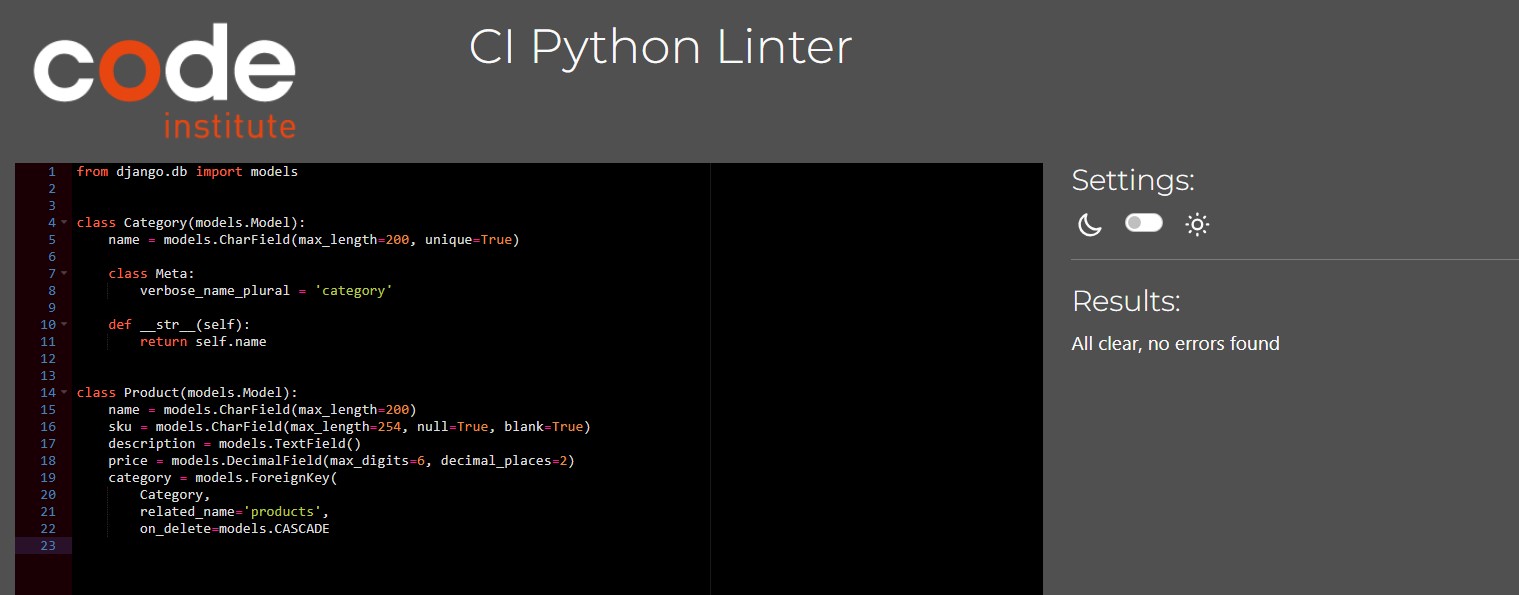 code
institute
CI Python Linter
1 from django.db import models
2
3
4 class Category(models.Model):
5     name = models.CharField(max_length=200, unique=True)
6
7     class Meta:
8         verbose_name_plural = 'category'
9
10     def __str__(self):
11         return self.name
12
13
14 class Product(models.Model):
15     name = models.CharField(max_length=200)
16     sku = models.CharField(max_length=254, null=True, blank=True)
17     description = models.TextField()
18     price = models.DecimalField(max_digits=6, decimal_places=2)
19     category = models.ForeignKey(
20         Category,
21         related_name='products',
22         on_delete=models.CASCADE
23
Settings:
Results:
All clear, no errors found